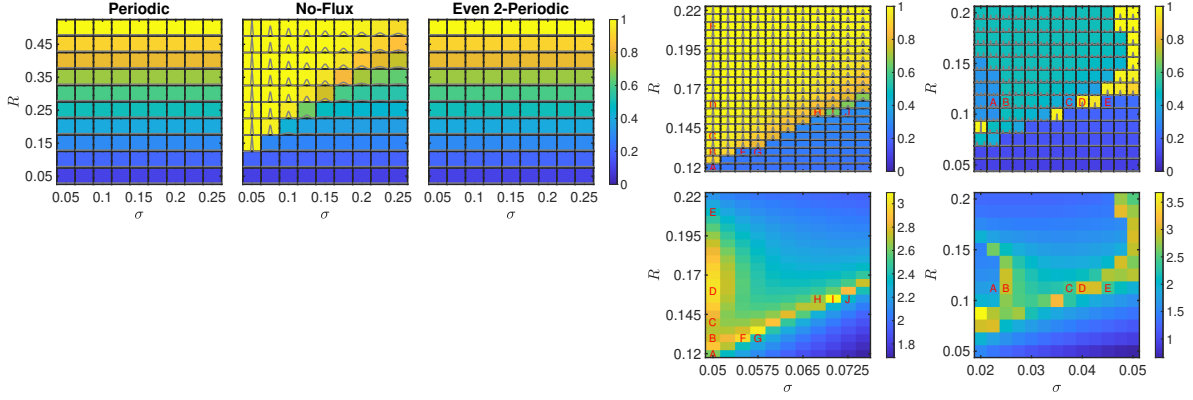 Periodic
No-Flux
Even 2-Periodic
R
0.45
0.35
0.25
0.15
0.05
0.05 0.1 0.15 0.2 0.25
σ
0.05 0.1 0.15 0.2 0.25
σ
0.05 0.1 0.15 0.2 0.25
σ
1
0.8
0.6
0.4
0.2
0
R
0.22
0.195
0.17
0.145
0.12
H
1
0.8
0.6
0.4
0.2
0
R
0.2
0.15
0.1
0.05
A B C D E
1
0.8
0.6
0.4
0.2
0
R
0.22
0.195
0.17
0.145
0.12
E
D
C
B F G
A
H I J
0.05 0.0575 0.065 0.0725
σ
3
2.8
2.6
2.4
2.2
2
1.8
R
0.2
0.15
0.1
0.05
A B C D E
0.02 0.03 0.04 0.05
σ
3.5
3
2.5
2
1.5
1